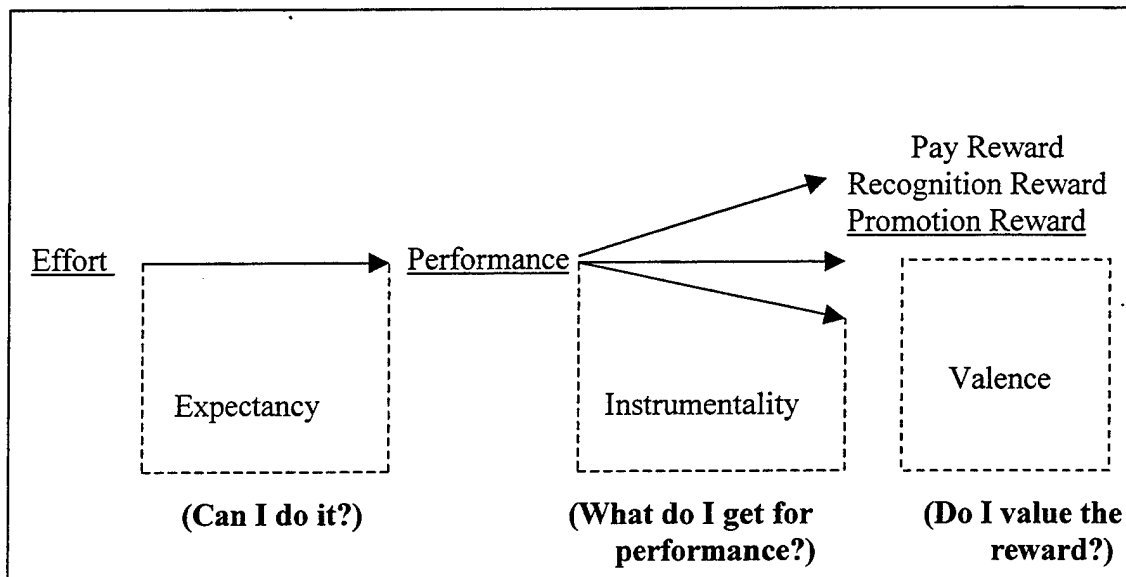 Pay Reward
Recognition Reward
Promotion Reward
Effort
Performance
Expectancy
Instrumentality
Valence
(Can I do it?)
(What do I get for
performance?)
(Do I value the
reward?)